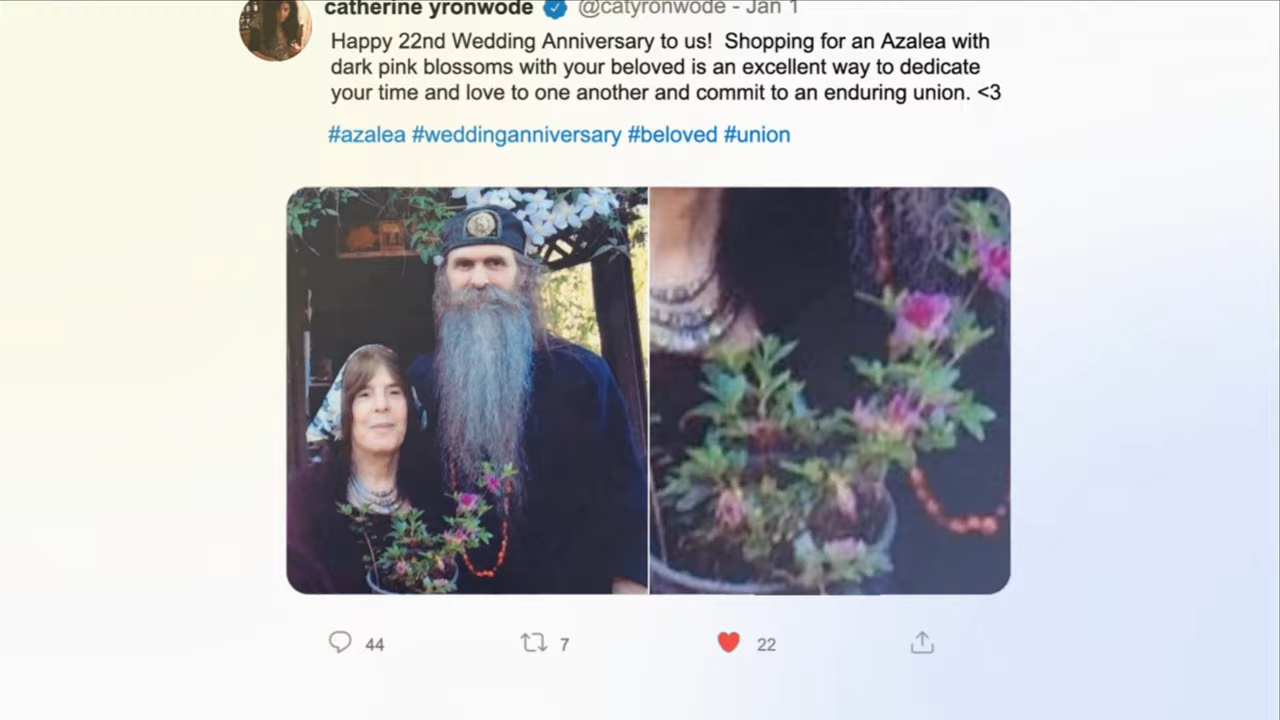 catherine yronwode @catyronwode - Jan 1
Happy 22nd Wedding Anniversary to us!  Shopping for an Azalea with
dark pink blossoms with your beloved is an excellent way to dedicate
your time and love to one another and commit to an enduring union. <3
#azalea #weddinganniversary #beloved #union
44 7 22